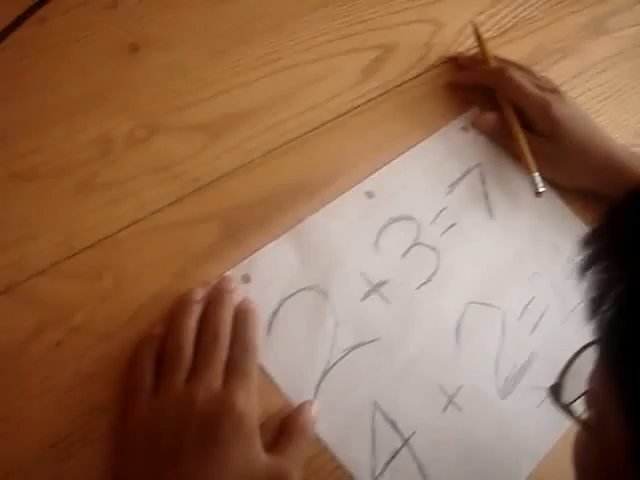 2 + 3 = 7
4 + 2 =